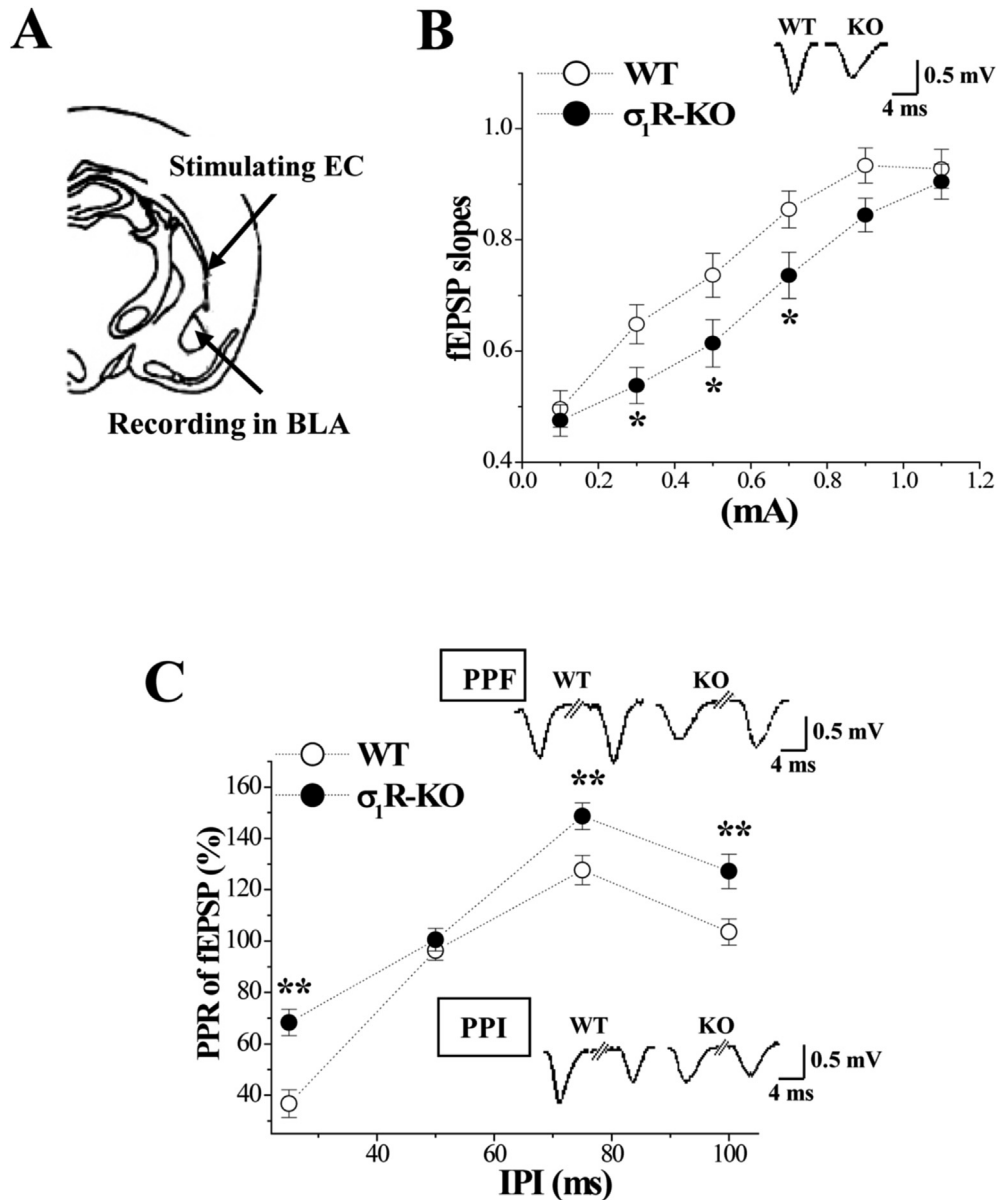 A
Stimulating EC
Recording in BLA
B
WT KO
0.5 mV
4 ms
WT
σ₁R-KO
fEPSP slopes
1.0
0.8
0.6
0.4
* * *
0.0 0.2 0.4 0.6 0.8 1.0 1.2
(mA)
C
PPF
WT KO
0.5 mV
4 ms
WT
σ₁R-KO
PPR of fEPSP (%)
160
140
120
100
80
60
40
** ** **
PPI
WT KO
0.5 mV
4 ms
40 60 80 100
IPI (ms)